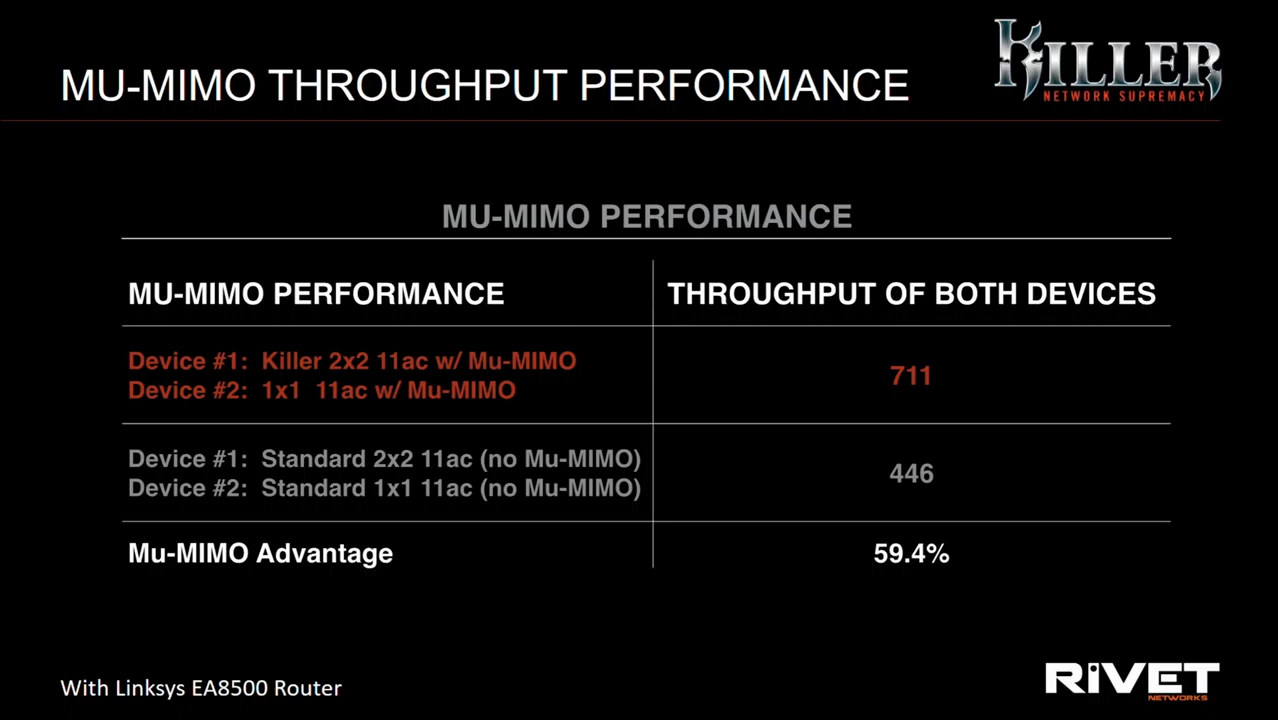 KILLER
NETWORK SUPREMACY
MU-MIMO THROUGHPUT PERFORMANCE
MU-MIMO PERFORMANCE
MU-MIMO PERFORMANCE
THROUGHPUT OF BOTH DEVICES
Device #1: Killer 2x2 11ac w/ Mu-MIMO
Device #2: 1x1 11ac w/ Mu-MIMO
711
Device #1: Standard 2x2 11ac (no Mu-MIMO)
Device #2: Standard 1x1 11ac (no Mu-MIMO)
446
Mu-MIMO Advantage
59.4%
With Linksys EA8500 Router
RiVET
NETWORKS